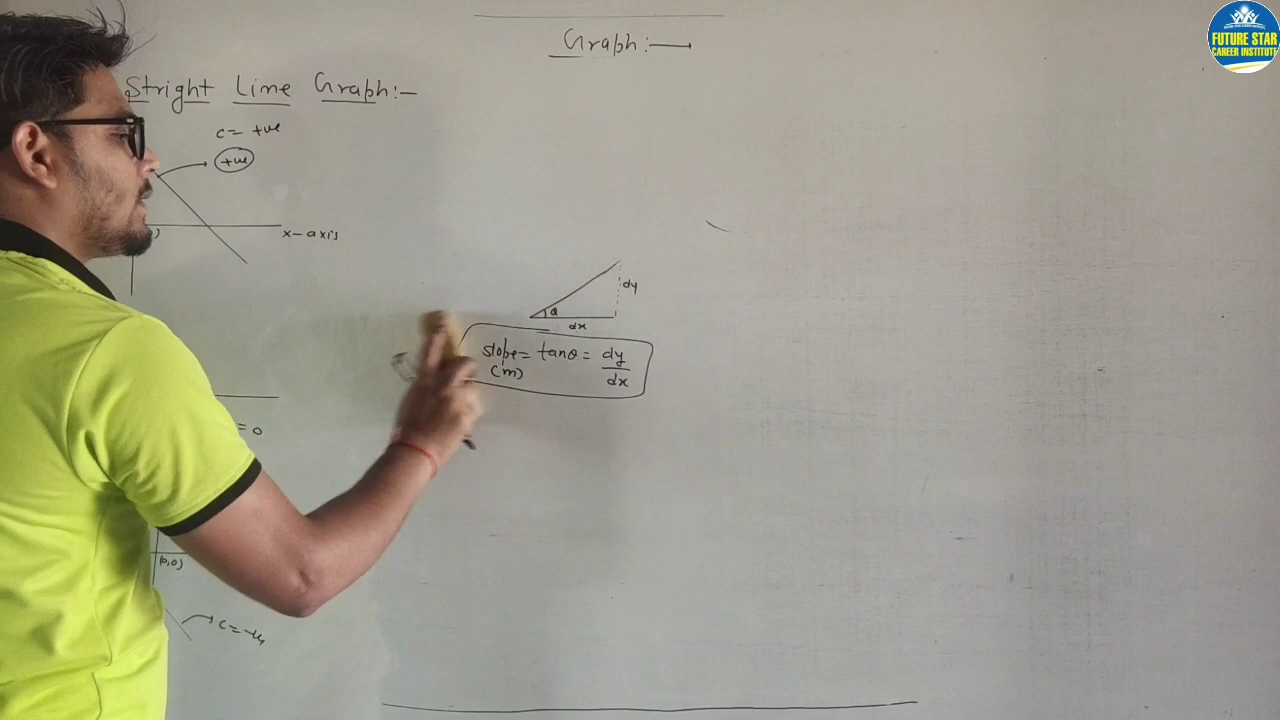 Graph:→
FUTURE STAR
CAREER INSTITUTE
Stright Line Graph:-
c= +ve
+ve
x-axis
dy
θ
dx
slope= tanθ = dy
(m) dx
= 0
(0,0)
c= -ve